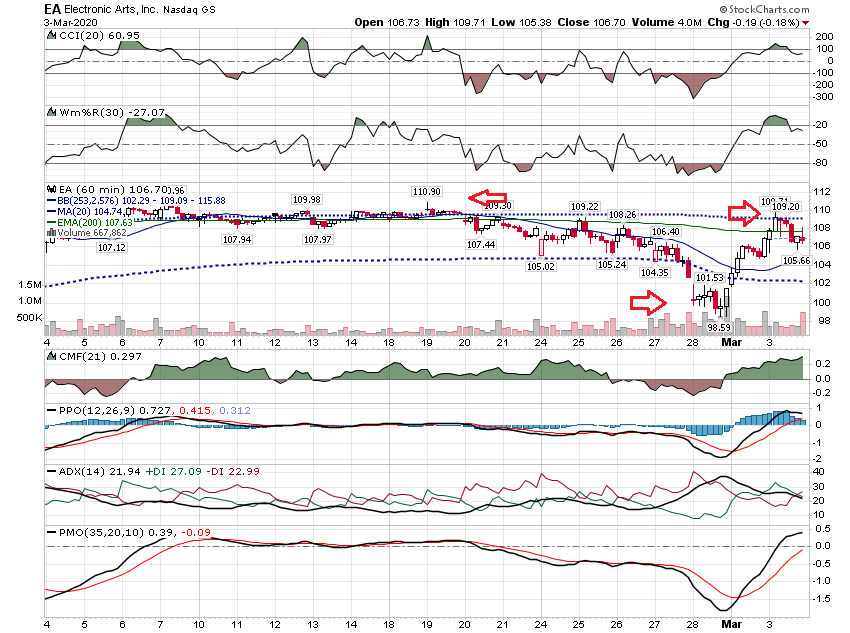 EA Electronic Arts, Inc. Nasdaq GS
© StockCharts.com
3-Mar-2020
Open 106.73 High 109.71 Low 105.38 Close 106.70 Volume 4.0M Chg -0.19 (-0.18%)
CCI(20) 60.95
200
100
0
-100
-200
-300
Wm%R(30) -27.07
-20
-50
-80
EA (60 min) 106.70
BB(253,2.576) 102.29 - 109.09 - 115.88
MA(20) 104.74
EMA(200) 107.63
Volume 667,862
107.12
107.94
109.98
107.97
110.90
107.44
109.30
105.02
109.22
105.24
108.26
104.35
106.40
101.53
98.59
109.71
109.20
105.66
112
110
108
106
104
102
100
98
1.5M
1.0M
500K
4 5 6 7 10 11 12 13 14 18 19 20 21 24 25 26 27 28 Mar 3
CMF(21) 0.297
0.2
0.0
-0.2
PPO(12,26,9) 0.727, 0.415, 0.312
1
0
-1
-2
ADX(14) 21.94 +DI 27.09 -DI 22.99
40
30
20
10
PMO(35,20,10) 0.39, -0.09
0.5
0.0
-0.5
-1.0
-1.5
4 5 6 7 10 11 12 13 14 18 19 20 21 24 25 26 27 28 Mar 3